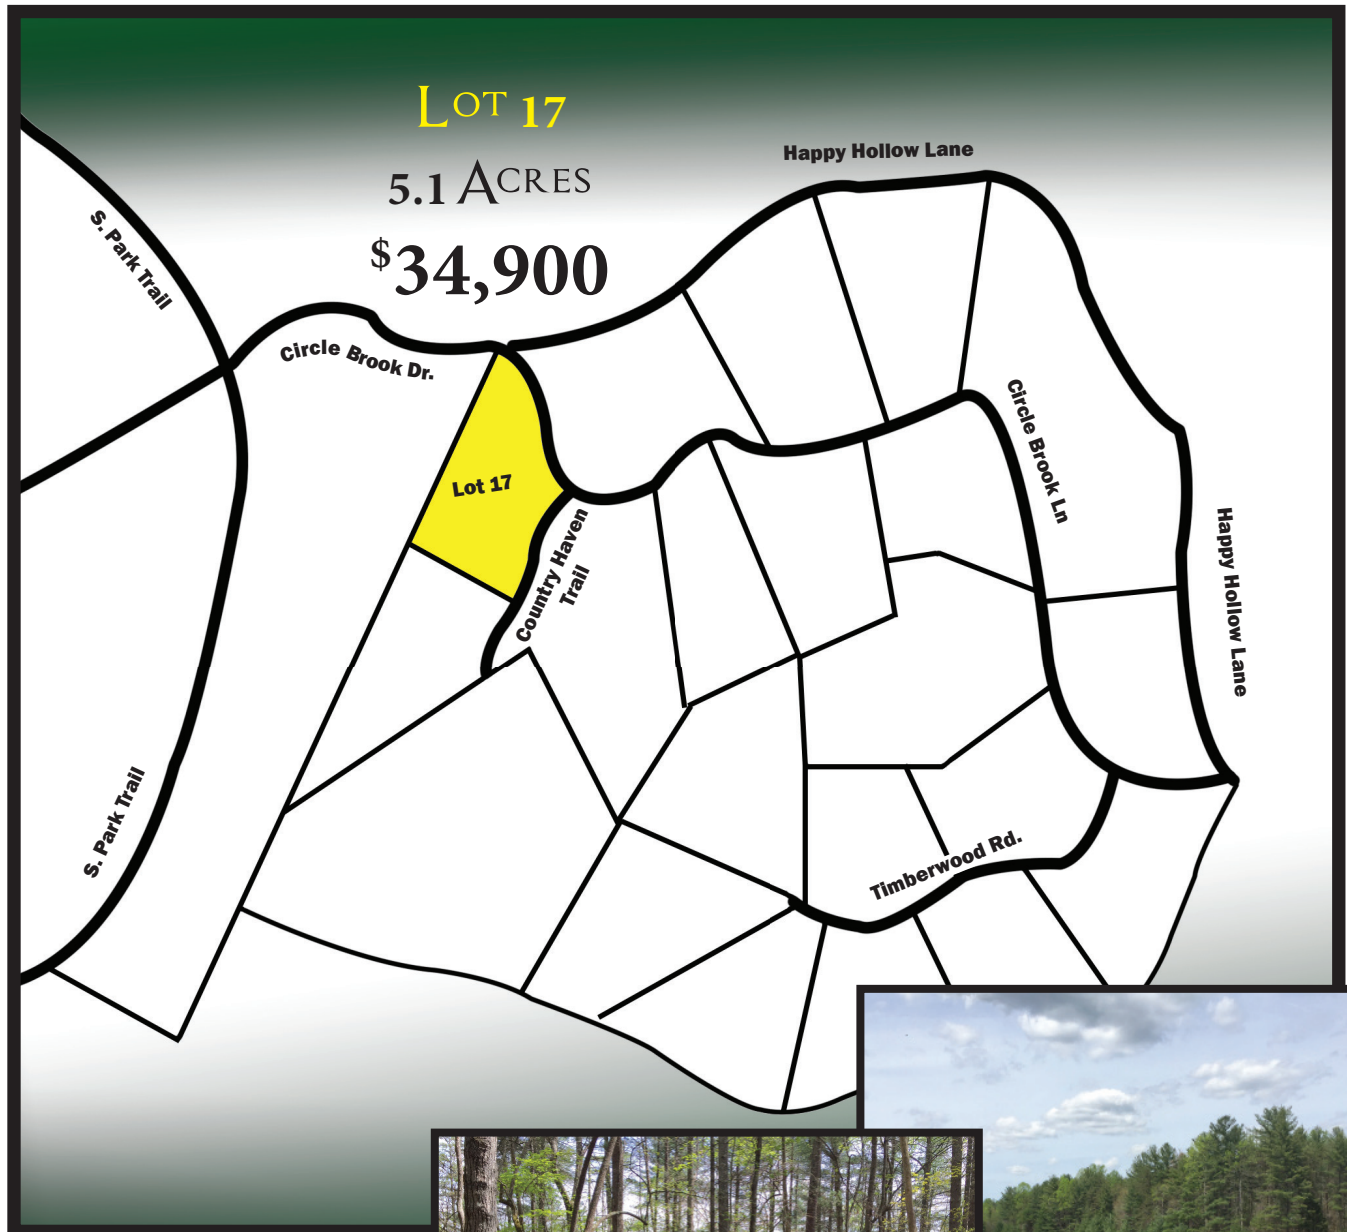 Lot 17
5.1 Acres
$34,900
Happy Hollow Lane
S. Park Trail
Circle Brook Dr.
Circle Brook Ln
Lot 17
Country Haven
Trail
Happy Hollow Lane
S. Park Trail
Timberwood Rd.